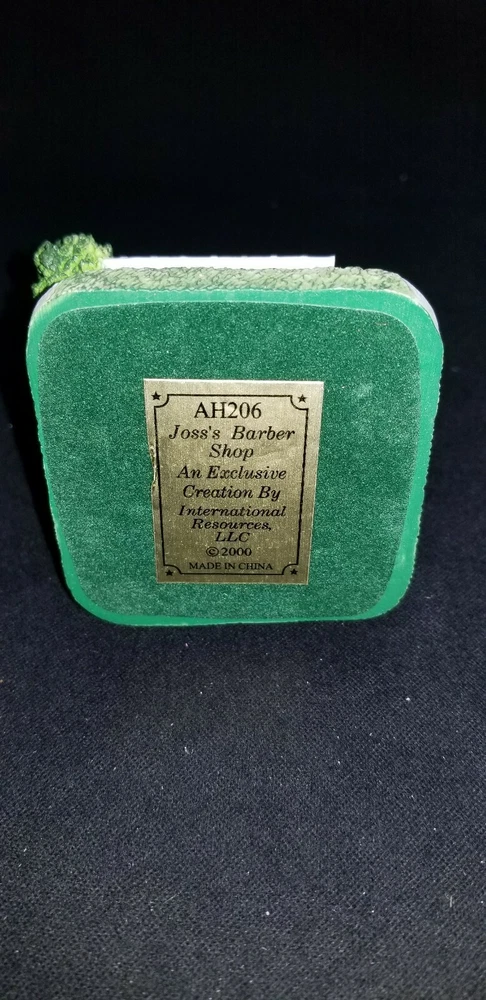 AH206
Joss's Barber
Shop
An Exclusive
Creation By
International
Resources,
LLC
©2000
MADE IN CHINA